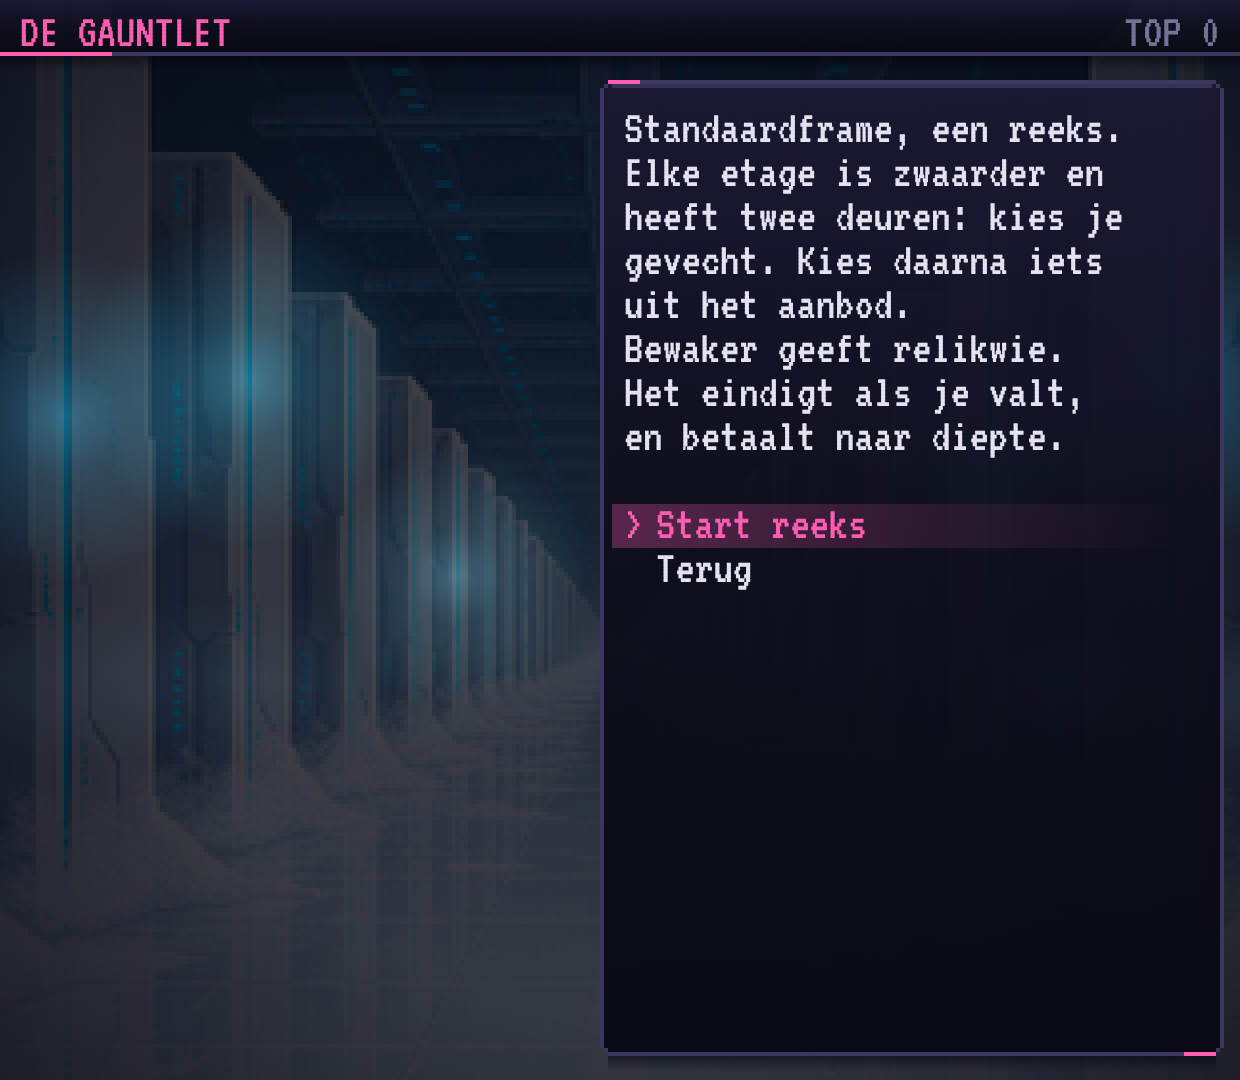 DE GAUNTLET
TOP 0
Standaardframe, een reeks.
Elke etage is zwaarder en
heeft twee deuren: kies je
gevecht. Kies daarna iets
uit het aanbod.
Bewaker geeft relikwie.
Het eindigt als je valt,
en betaalt naar diepte.
> Start reeks
Terug